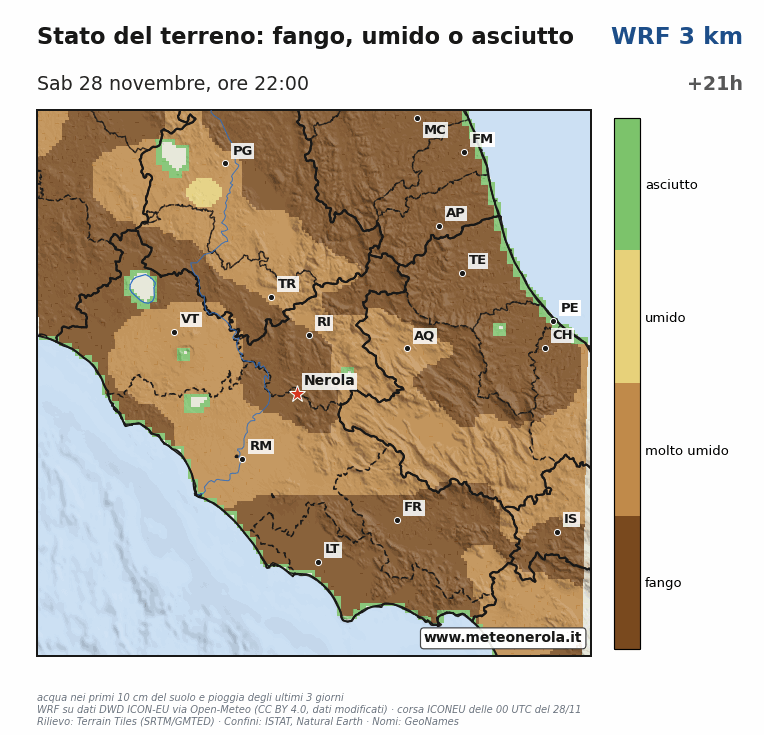 Stato del terreno: fango, umido o asciutto
WRF 3 km
Sab 28 novembre, ore 22:00
+21h
MC
FM
PG
AP
TE
TR
PE
VT
RI
AQ
CH
Nerola
RM
FR
IS
LT
www.meteonerola.it
asciutto
umido
molto umido
fango
acqua nei primi 10 cm del suolo e pioggia degli ultimi 3 giorni
WRF su dati DWD ICON-EU via Open-Meteo (CC BY 4.0, dati modificati) · corsa ICONEU delle 00 UTC del 28/11
Rilievo: Terrain Tiles (SRTM/GMTED) · Confini: ISTAT, Natural Earth · Nomi: GeoNames